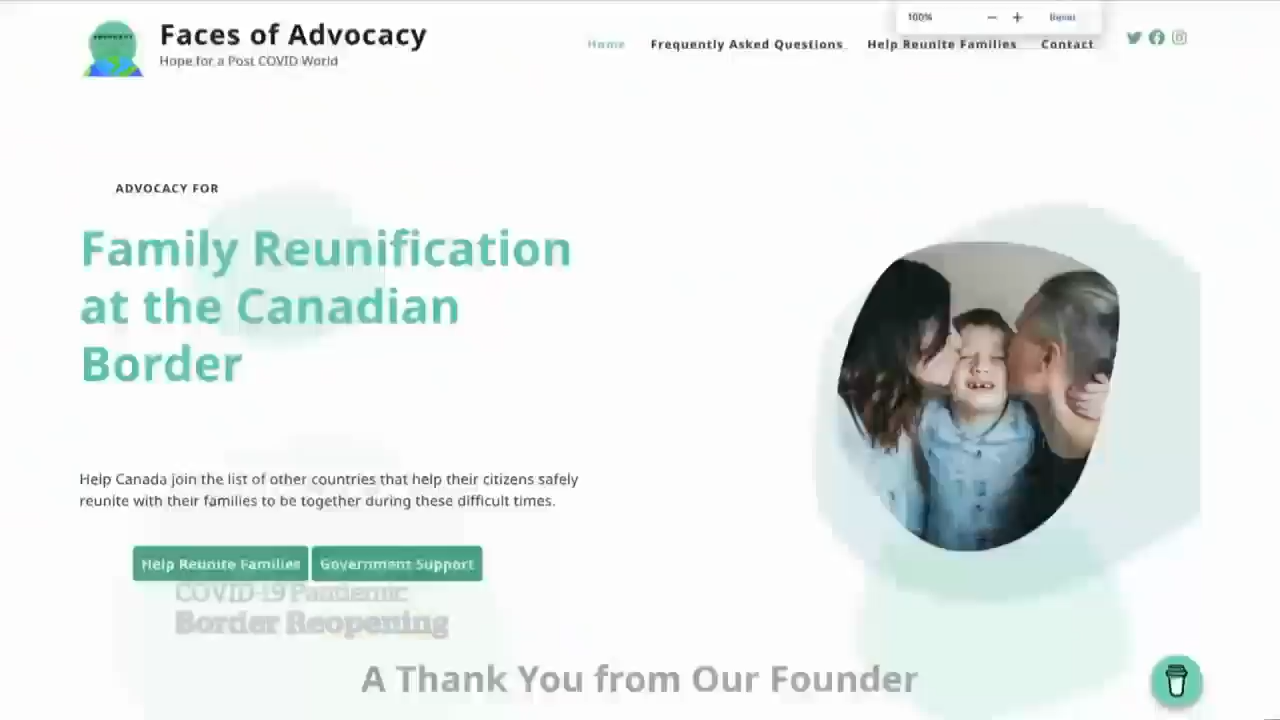 Faces of Advocacy
Hope for a Post COVID World
Home Frequently Asked Questions Help Reunite Families Contact
100% − + Reset
ADVOCACY FOR
Family Reunification
at the Canadian
Border
Help Canada join the list of other countries that help their citizens safely
reunite with their families to be together during these difficult times.
Help Reunite Families Government Support
COVID-19 Pandemic
Border Reopening
A Thank You from Our Founder